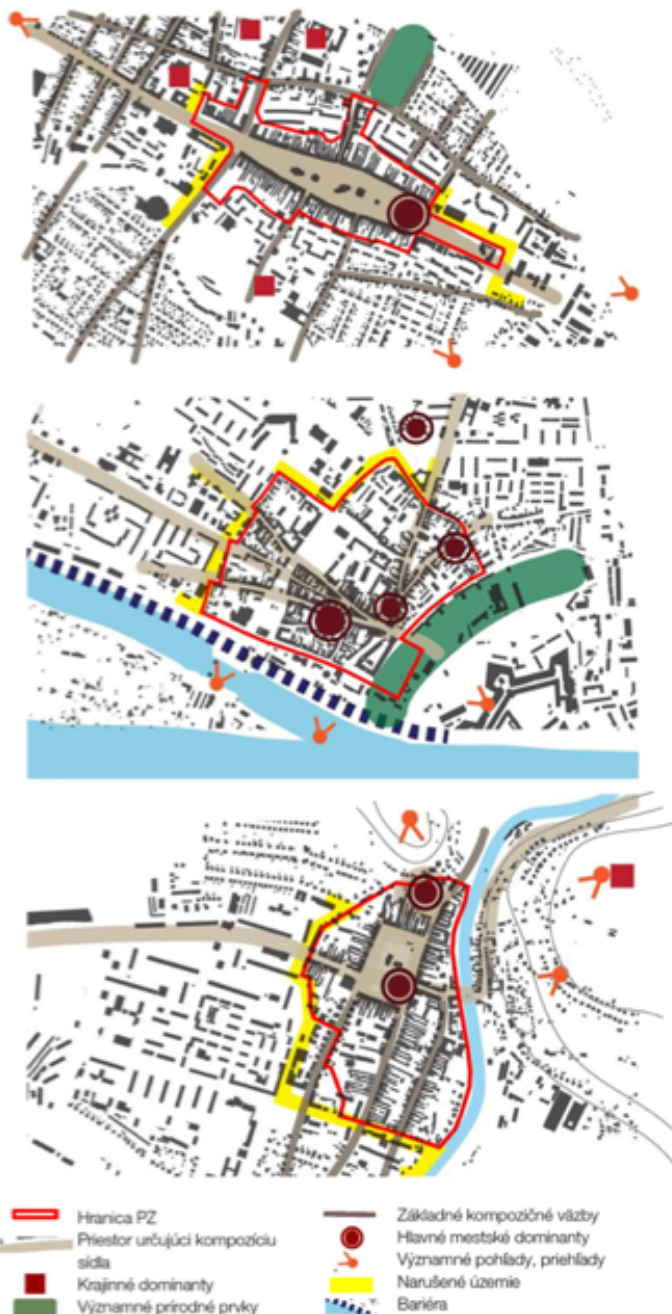 Hranica PZ
Priestor určujúci kompozíciu
sídla
Krajinné dominanty
Významné prírodné prvky
Základné kompozičné väzby
Hlavné mestské dominanty
Významné pohľady, priehľady
Narušené územie
Bariéra